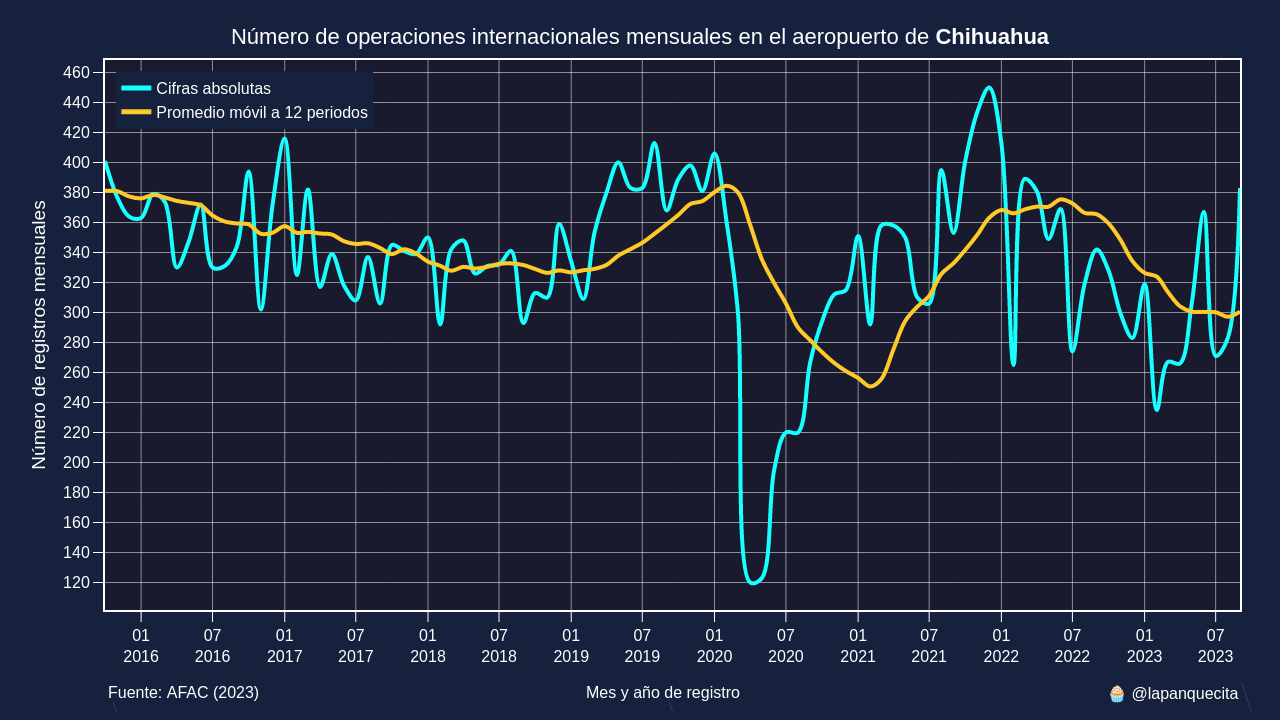 Número de operaciones internacionales mensuales en el aeropuerto de Chihuahua
Cifras absolutas
Promedio móvil a 12 periodos
Número de registros mensuales
460
440
420
400
380
360
340
320
300
280
260
240
220
200
180
160
140
120
01 07 01 07 01 07 01 07 01 07 01 07 01 07 01 07
2016 2016 2017 2017 2018 2018 2019 2019 2020 2020 2021 2021 2022 2022 2023 2023
Fuente: AFAC (2023) Mes y año de registro 🧁 @lapanquecita